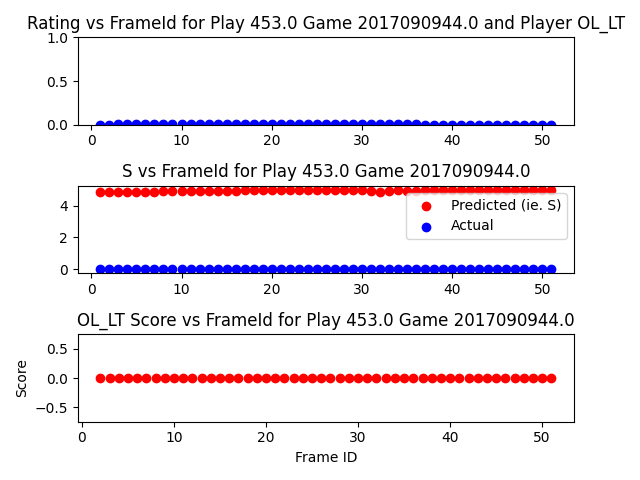 Rating vs FrameId for Play 453.0 Game 2017090944.0 and Player OL_LT
1.0
0.5
0.0
0 10 20 30 40 50
S vs FrameId for Play 453.0 Game 2017090944.0
4
2
0
Predicted (ie. S)
Actual
0 10 20 30 40 50
OL_LT Score vs FrameId for Play 453.0 Game 2017090944.0
Score
0.5
0.0
−0.5
0 10 20 30 40 50
Frame ID